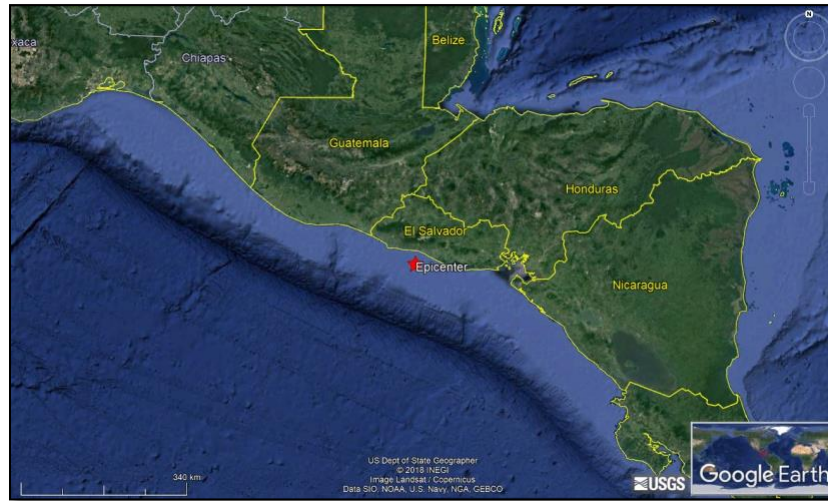 N
xaca
Chiapas
Belize
Guatemala
Honduras
El Salvador
Epicenter
Nicaragua
340 km
US Dept of State Geographer
© 2018 INEGI
Image Landsat / Copernicus
Data SIO, NOAA, U.S. Navy, NGA, GEBCO
USGS
Google Earth